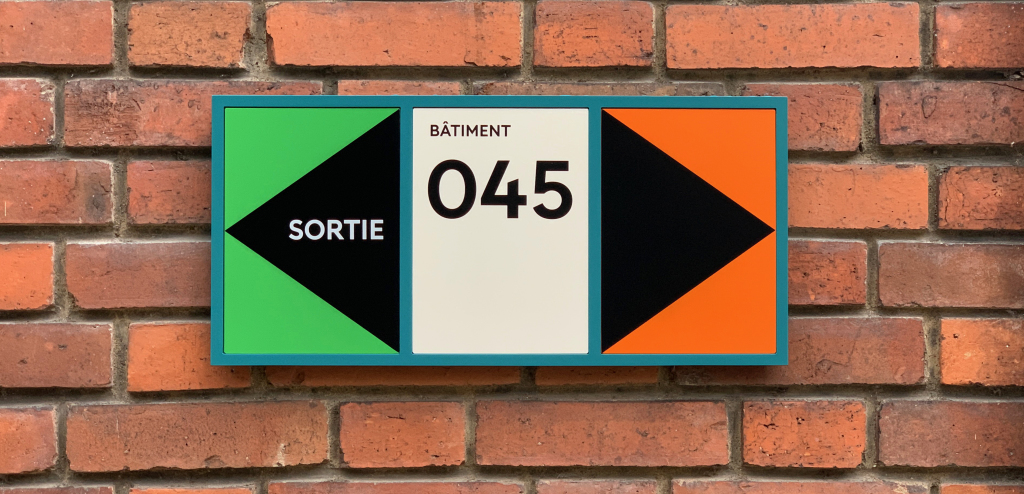 SORTIE
BÂTIMENT
045